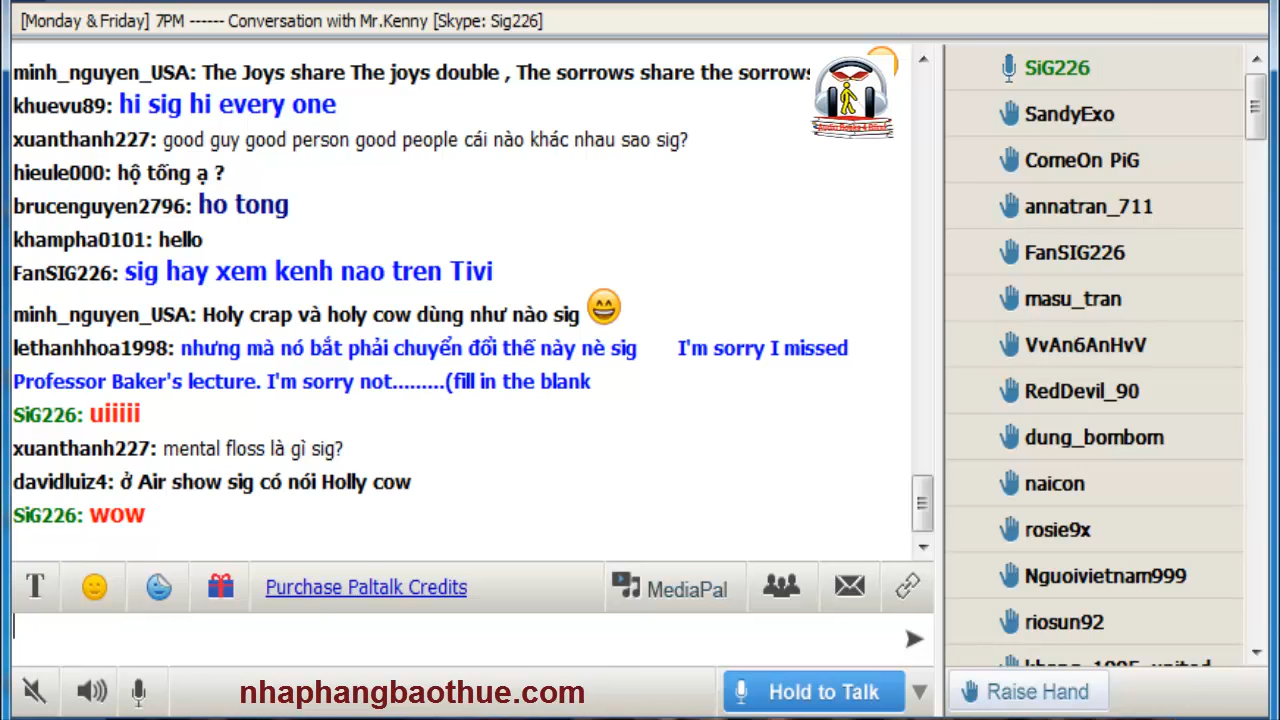 [Monday & Friday] 7PM ------ Conversation with Mr.Kenny [Skype: Sig226]
minh_nguyen_USA: The Joys share The joys double , The sorrows share the sorrows
khuevu89: hi sig hi every one
xuanthanh227: good guy good person good people cái nào khác nhau sao sig?
hieule000: hộ tống ạ ?
brucenguyen2796: ho tong
khampha0101: hello
FanSIG226: sig hay xem kenh nao tren Tivi
minh_nguyen_USA: Holy crap và holy cow dùng như nào sig
lethanhhoa1998: nhưng mà nó bắt phải chuyển đổi thế này nè sig I'm sorry I missed
Professor Baker's lecture. I'm sorry not.........(fill in the blank
SiG226: uiiiii
xuanthanh227: mental floss là gì sig?
davidluiz4: ở Air show sig có nói Holly cow
SiG226: WOW
T
Purchase Paltalk Credits
MediaPal
nhaphangbaothue.com
Hold to Talk
SiG226
SandyExo
ComeOn PiG
annatran_711
FanSIG226
masu_tran
VvAn6AnHvV
RedDevil_90
dung_bombom
naicon
rosie9x
Nguoivietnam999
riosun92
Raise Hand